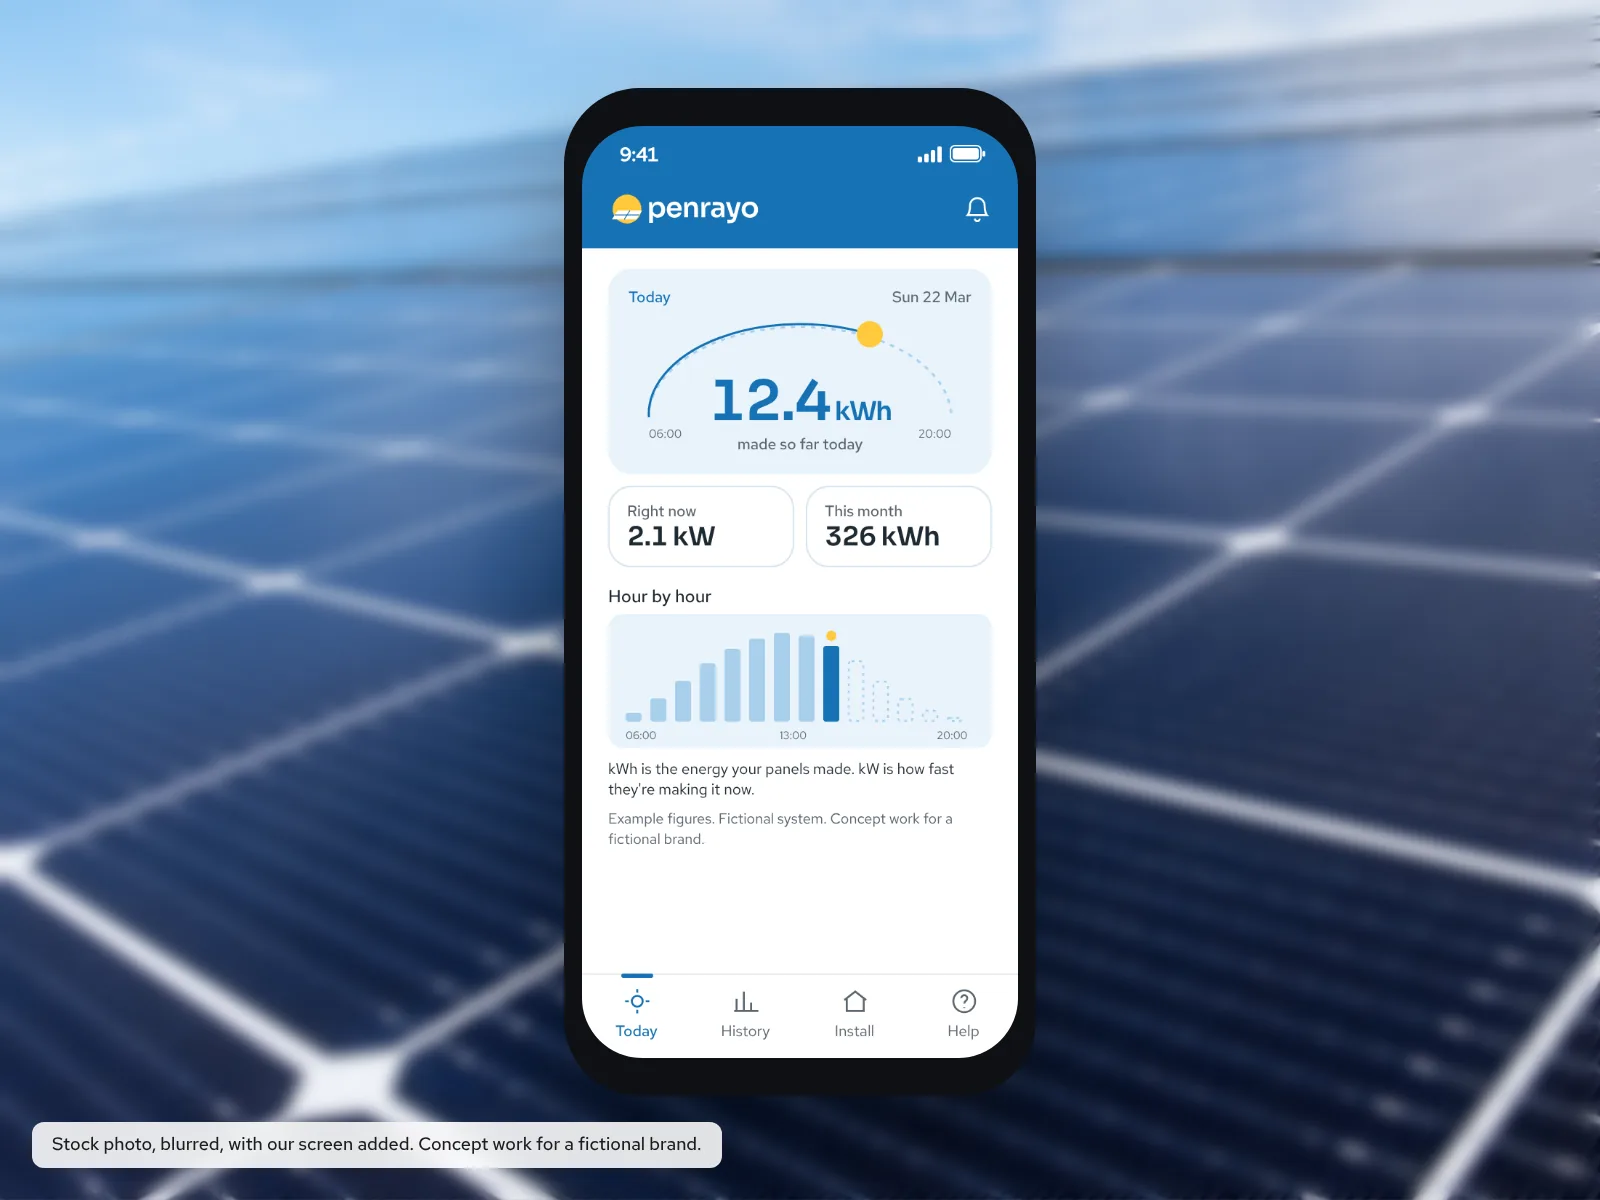 9:41
penrayo
Today
Sun 22 Mar
12.4 kWh
06:00
20:00
made so far today
Right now
2.1 kW
This month
326 kWh
Hour by hour
06:00
13:00
20:00
kWh is the energy your panels made. kW is how fast
they're making it now.
Example figures. Fictional system. Concept work for a
fictional brand.
Today
History
Install
Help
Stock photo, blurred, with our screen added. Concept work for a fictional brand.